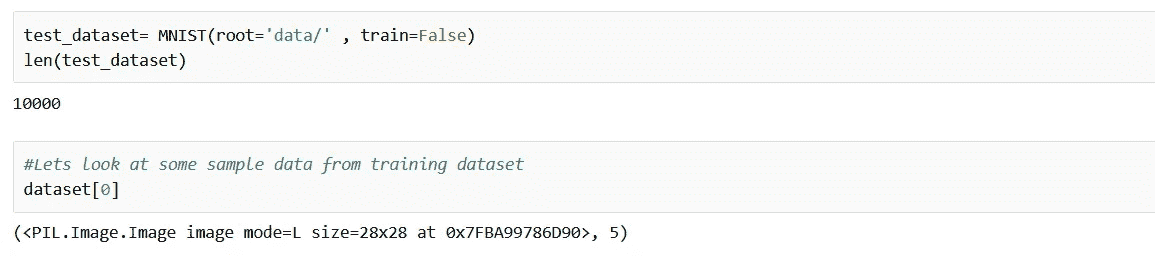 test_dataset= MNIST(root='data/' , train=False)
len(test_dataset)
10000
#Lets look at some sample data from training dataset
dataset[0]
(<PIL.Image.Image image mode=L size=28x28 at 0x7FBA99786D90>, 5)